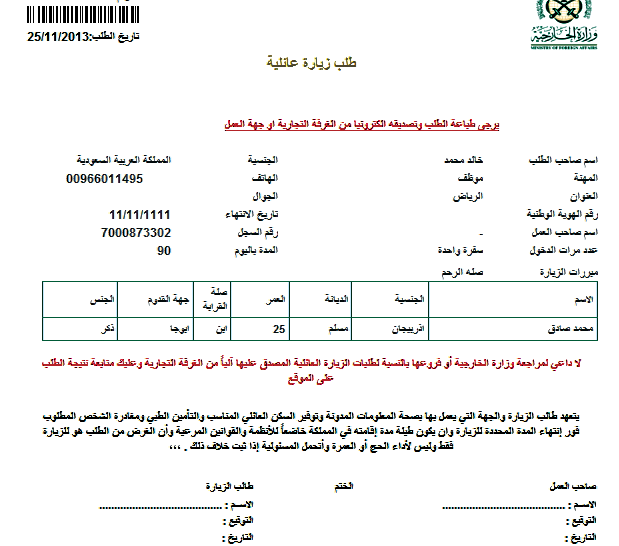 وزارة الخارجية
MINISTRY OF FOREIGN AFFAIRS
تاريخ الطلب:25/11/2013
طلب زيارة عائلية
يرجى طباعة الطلب وتصديقه الكترونيا من الغرفة التجارية او جهة العمل
اسم صاحب الطلب خالد محمد الجنسية المملكة العربية السعودية
المهنة موظف الهاتف 00966011495
العنوان الرياض الجوال
رقم الهوية الوطنية تاريخ الانتهاء 11/11/1111
اسم صاحب العمل - رقم السجل 7000873302
عدد مرات الدخول سفرة واحدة المدة باليوم 90
مبررات الزيارة صله الرحم
الاسم الجنسية الديانة العمر صلة القرابة جهة القدوم الجنس
محمد صادق اذربيجان مسلم 25 ابن ابوجا ذكر
لا داعي لمراجعة وزارة الخارجية أو فروعها بالنسبة لطلبات الزيارة العائلية المصدق عليها آلياً من الغرفة التجارية وعليك متابعة نتيجة الطلب
على الموقع
يتعهد طالب الزيارة والجهة التي يعمل بها بصحة المعلومات المدونة وتوفير السكن العائلي المناسب والتأمين الطبي ومغادرة الشخص المطلوب
فور إنتهاء المدة المحددة للزيارة وان يكون طيلة مدة إقامته في المملكة خاضعاً للأنظمة والقوانين المرعية وأن الغرض من الطلب هو للزيارة
فقط وليس لأداء الحج أو العمرة وأتحمل المسئولية إذا ثبت خلاف ذلك . ،،،
صاحب العمل الختم طالب الزيارة
الاسم : ........................................ الاسم : ........................................
التوقيع : التوقيع :
التاريخ : التاريخ :